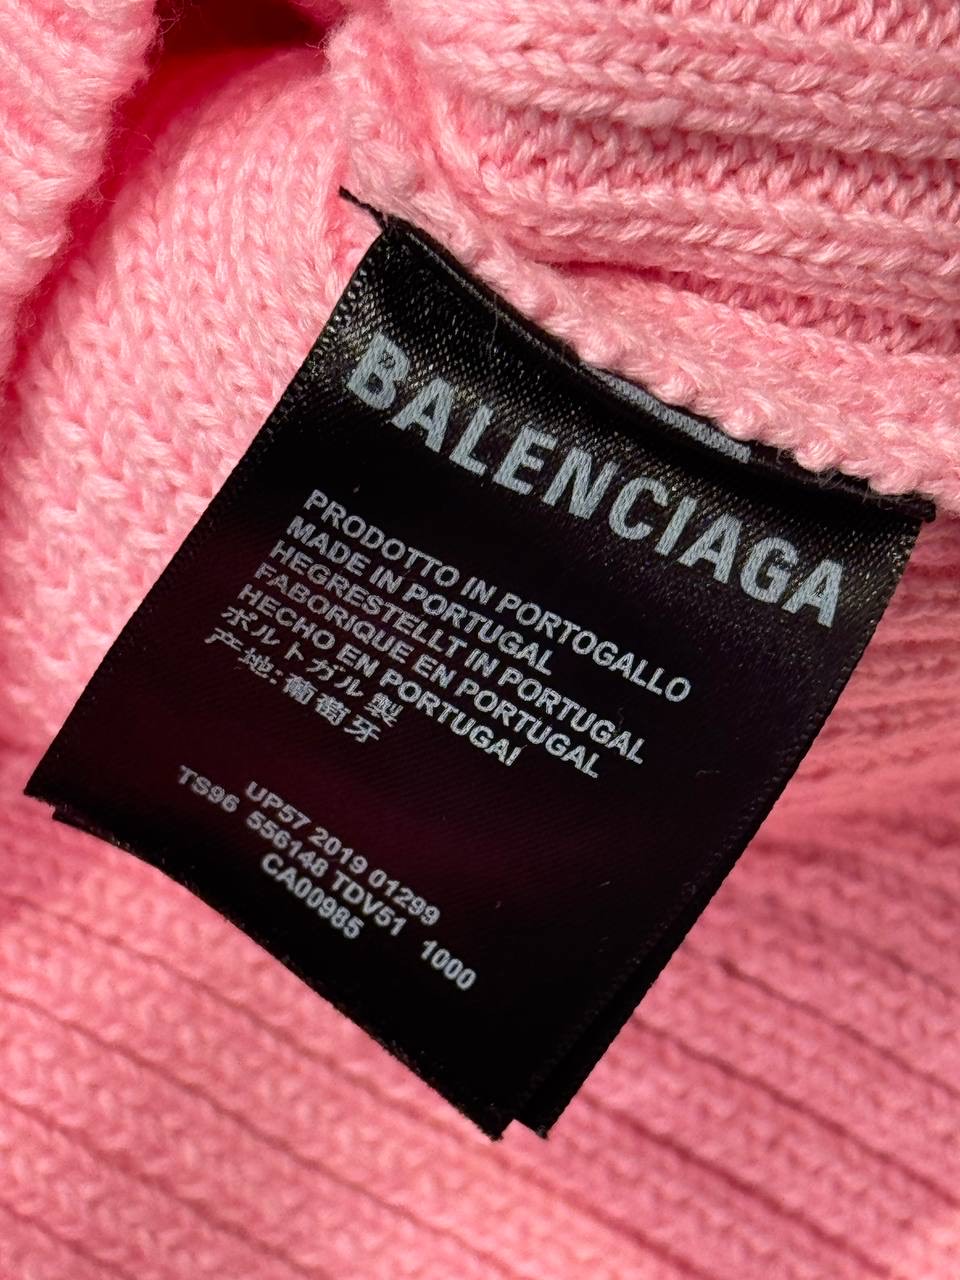 BALENCIAGA
PRODOTTO IN PORTOGALLO
MADE IN PORTUGAL
HEGRESTELLT IN PORTUGAL
FABORIQUE EN PORTUGAL
HECHO EN PORTUGAl
ポルトガル製
产地:葡萄牙
UP57 2019 01299
TS96 556148 TDV51 1000
CA00985